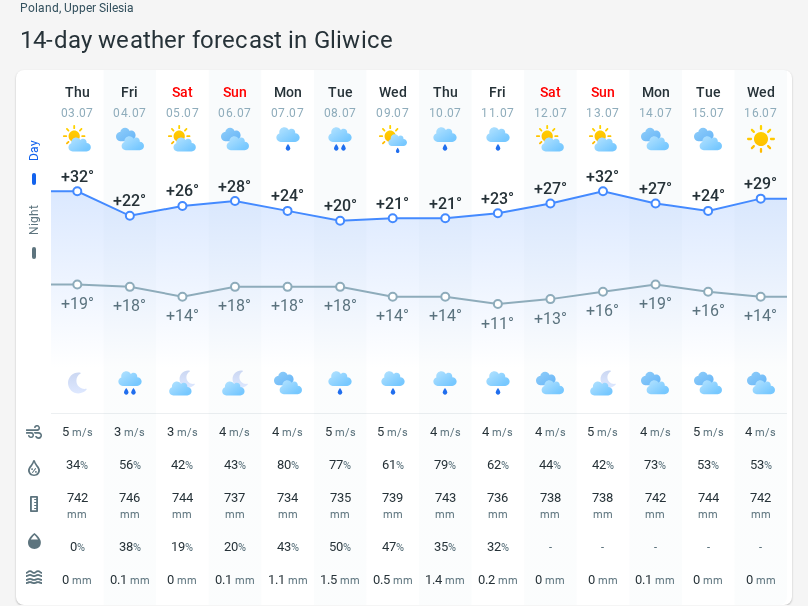 Poland, Upper Silesia
14-day weather forecast in Gliwice
Thu Fri Sat Sun Mon Tue Wed Thu Fri Sat Sun Mon Tue Wed
03.07 04.07 05.07 06.07 07.07 08.07 09.07 10.07 11.07 12.07 13.07 14.07 15.07 16.07
Day
+32° +22° +26° +28° +24° +20° +21° +21° +23° +27° +32° +27° +24° +29°
Night
+19° +18° +14° +18° +18° +18° +14° +14° +11° +13° +16° +19° +16° +14°
5 m/s 3 m/s 3 m/s 4 m/s 4 m/s 5 m/s 5 m/s 4 m/s 4 m/s 4 m/s 5 m/s 4 m/s 5 m/s 4 m/s
34% 56% 42% 43% 80% 77% 61% 79% 62% 44% 42% 73% 53% 53%
742 746 744 737 734 735 739 743 736 738 738 742 744 742
mm mm mm mm mm mm mm mm mm mm mm mm mm mm
0% 38% 19% 20% 43% 50% 47% 35% 32% - - - - -
0 mm 0.1 mm 0 mm 0.1 mm 1.1 mm 1.5 mm 0.5 mm 1.4 mm 0.2 mm 0 mm 0 mm 0.1 mm 0 mm 0 mm